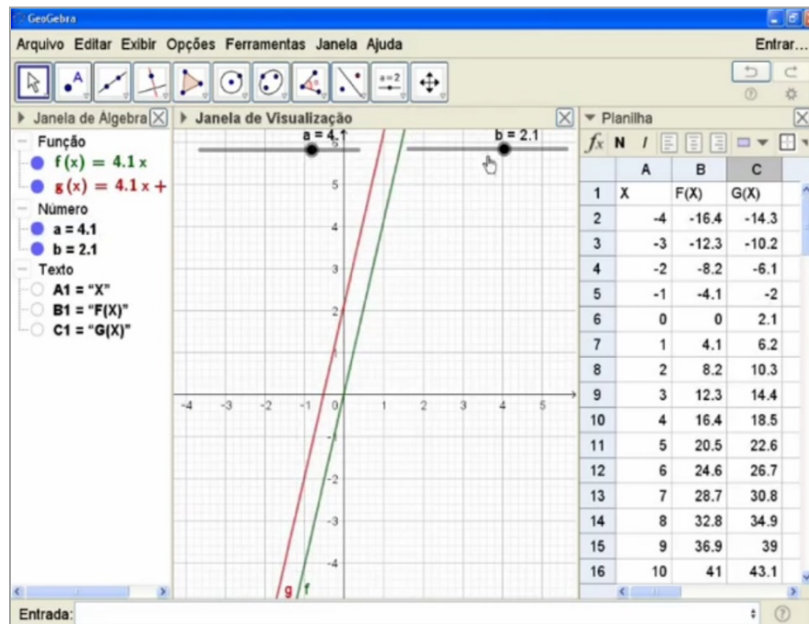 GeoGebra
Arquivo Editar Exibir Opções Ferramentas Janela Ajuda Entrar...
A a=2
Janela de Álgebra
Função
f(x) = 4.1 x
g(x) = 4.1 x +
Número
a = 4.1
b = 2.1
Texto
A1 = “X”
B1 = “F(X)”
C1 = “G(X)”
Janela de Visualização
a = 4.1 b = 2.1
6
5
4
3
2
1
-4 -3 -2 -1 0 1 2 3 4 5
-1
-2
-3
-4
g f
Planilha
fx N I
A B C
1 X F(X) G(X)
2 -4 -16.4 -14.3
3 -3 -12.3 -10.2
4 -2 -8.2 -6.1
5 -1 -4.1 -2
6 0 0 2.1
7 1 4.1 6.2
8 2 8.2 10.3
9 3 12.3 14.4
10 4 16.4 18.5
11 5 20.5 22.6
12 6 24.6 26.7
13 7 28.7 30.8
14 8 32.8 34.9
15 9 36.9 39
16 10 41 43.1
Entrada: